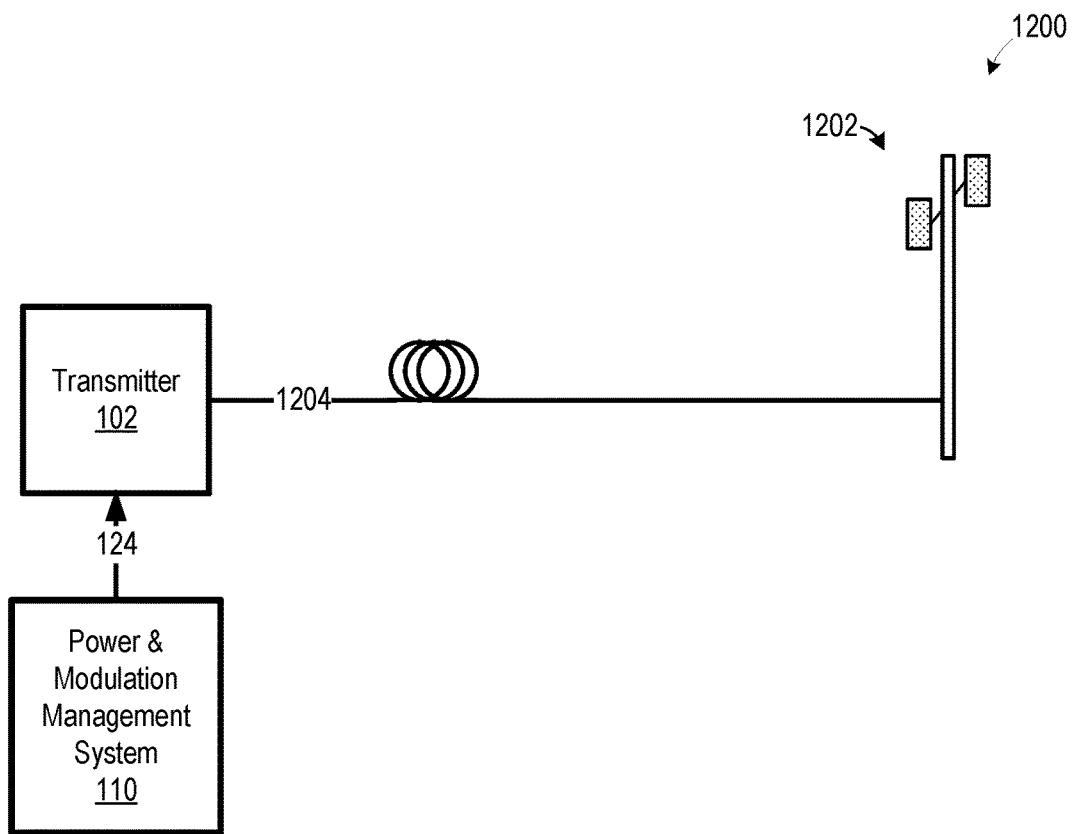 1200
1202
Transmitter
102
1204
124
Power &
Modulation
Management
System
110